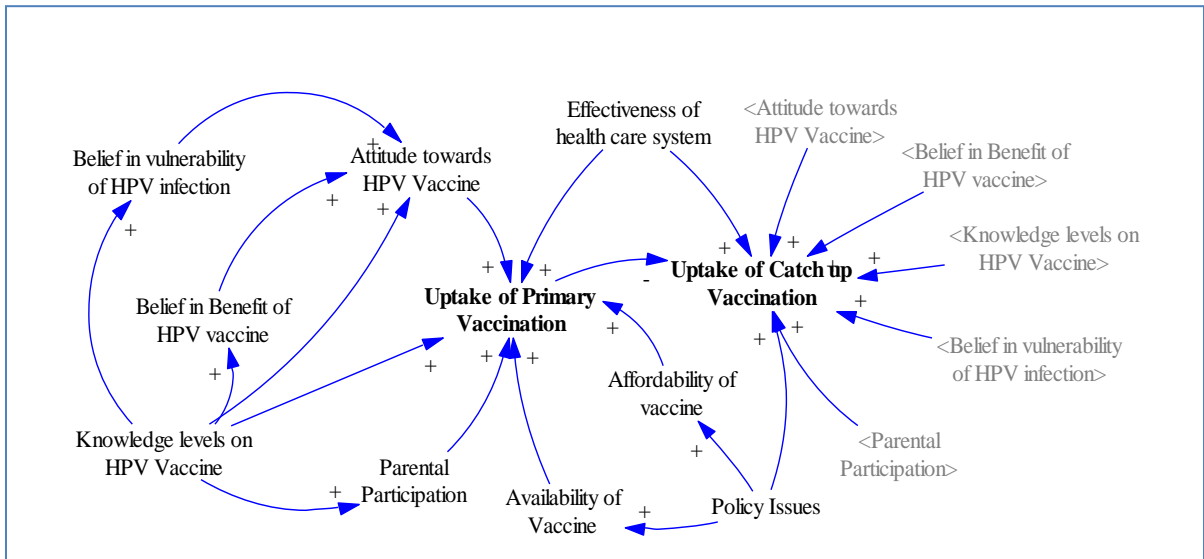 Effectiveness of
health care system
<Attitude towards
HPV Vaccine>
Belief in vulnerability
of HPV infection
+
Attitude towards
HPV Vaccine
<Belief in Benefit of
HPV vaccine>
+
+
+
<Knowledge levels on
HPV Vaccine>
+
+
+
+
+
+
+
Uptake of Catch up
Vaccination
-
Uptake of Primary
Vaccination
Belief in Benefit of
HPV vaccine
+
+
+
+
+
+
+
+
<Belief in vulnerability
of HPV infection>
+
Affordability of
vaccine
Knowledge levels on
HPV Vaccine
+
<Parental
Participation>
Parental
Participation
+
Availability of
Vaccine
+
Policy Issues